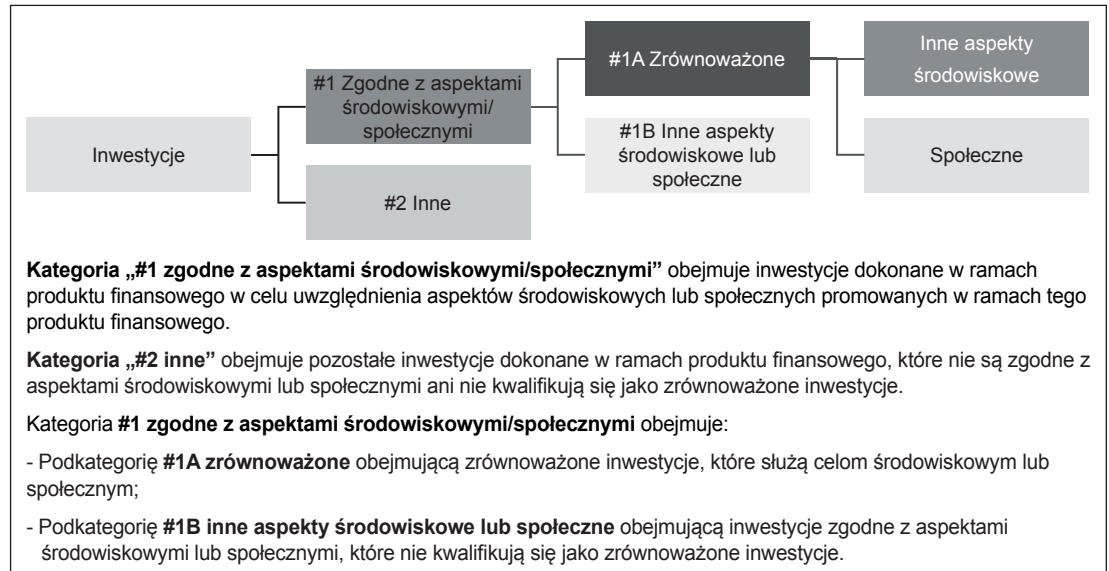 #1A Zrównoważone
Inne aspekty
środowiskowe
#1 Zgodne z aspektami
środowiskowymi/
społecznymi
Inwestycje
#1B Inne aspekty
środowiskowe lub
społeczne
Społeczne
#2 Inne
Kategoria „#1 zgodne z aspektami środowiskowymi/społecznymi” obejmuje inwestycje dokonane w ramach
produktu finansowego w celu uwzględnienia aspektów środowiskowych lub społecznych promowanych w ramach tego
produktu finansowego.
Kategoria „#2 inne” obejmuje pozostałe inwestycje dokonane w ramach produktu finansowego, które nie są zgodne z
aspektami środowiskowymi lub społecznymi ani nie kwalifikują się jako zrównoważone inwestycje.
Kategoria #1 zgodne z aspektami środowiskowymi/społecznymi obejmuje:
- Podkategorię #1A zrównoważone obejmującą zrównoważone inwestycje, które służą celom środowiskowym lub
społecznym;
- Podkategorię #1B inne aspekty środowiskowe lub społeczne obejmującą inwestycje zgodne z aspektami
środowiskowymi lub społecznymi, które nie kwalifikują się jako zrównoważone inwestycje.